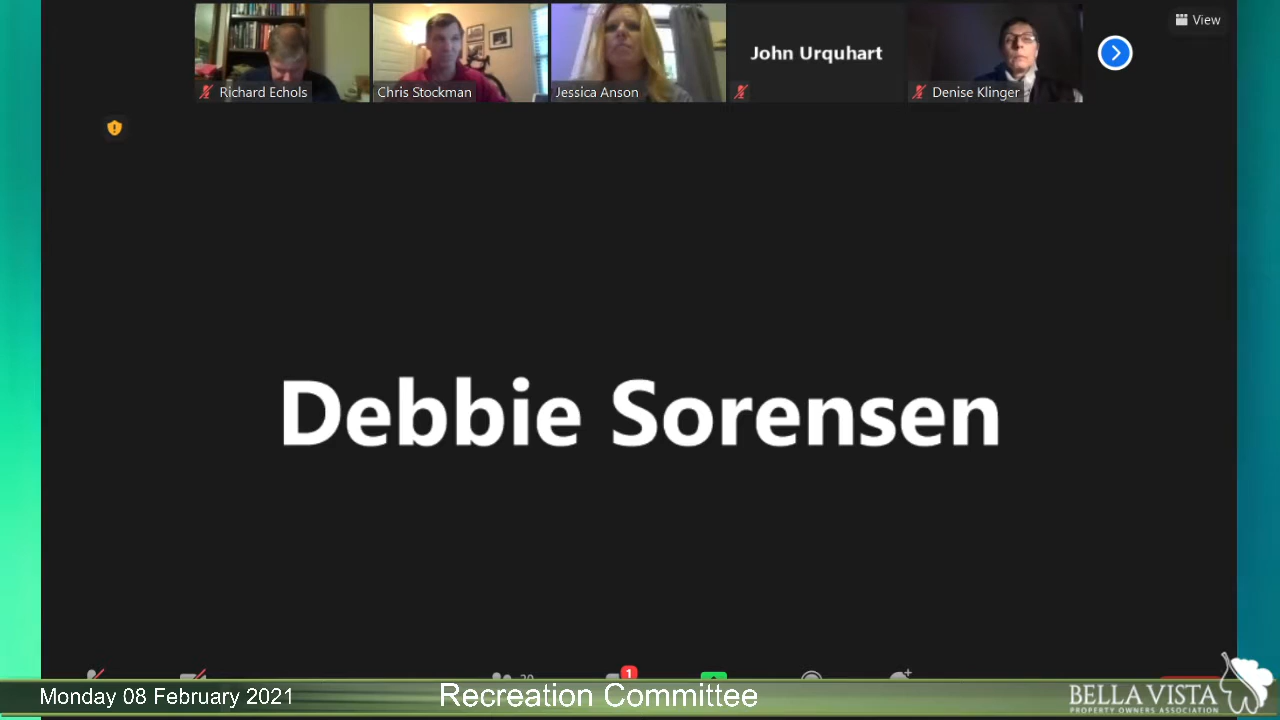 View
John Urquhart
Richard Echols
Chris Stockman
Jessica Anson
Denise Klinger
Debbie Sorensen
1
Monday 08 February 2021
Recreation Committee
BELLA VISTA
PROPERTY OWNERS ASSOCIATION